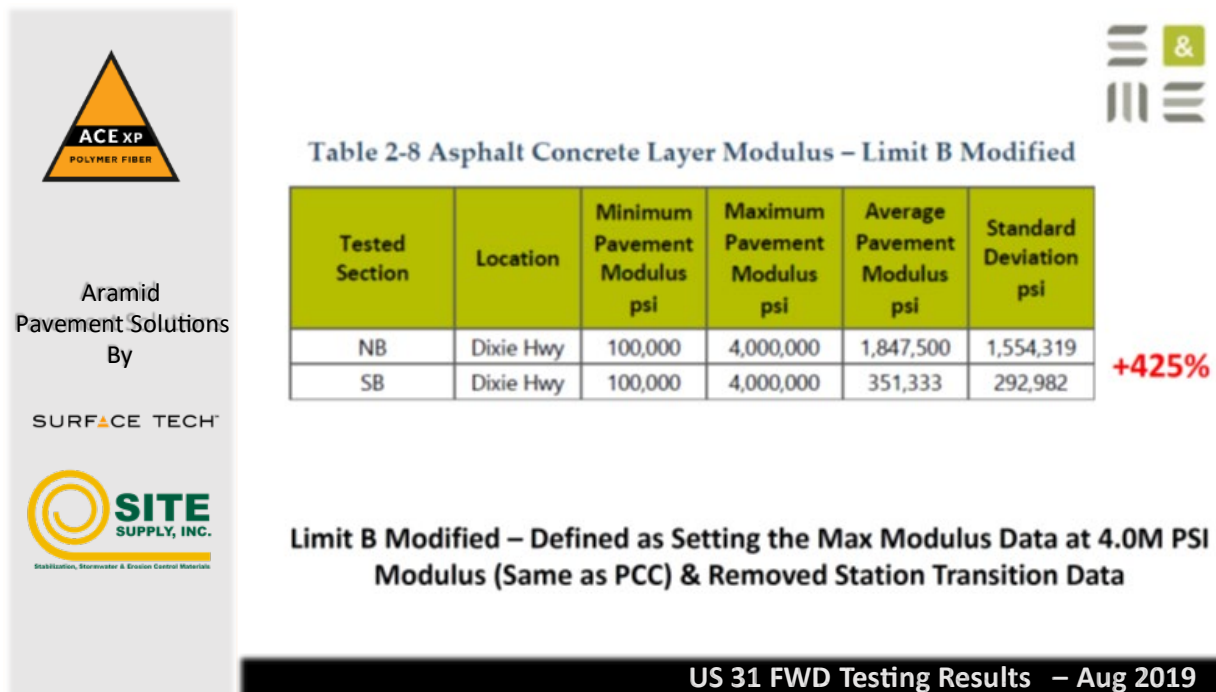 ACE XP
POLYMER FIBER
Aramid
Pavement Solutions
By
SURFACE TECH
SITE
SUPPLY, INC.
Stabilization, Stormwater & Erosion Control Materials
S&ME
Table 2-8 Asphalt Concrete Layer Modulus – Limit B Modified
Tested Section Location Minimum Pavement Modulus psi Maximum Pavement Modulus psi Average Pavement Modulus psi Standard Deviation psi
NB Dixie Hwy 100,000 4,000,000 1,847,500 1,554,319
SB Dixie Hwy 100,000 4,000,000 351,333 292,982
+425%
Limit B Modified – Defined as Setting the Max Modulus Data at 4.0M PSI
Modulus (Same as PCC) & Removed Station Transition Data
US 31 FWD Testing Results – Aug 2019